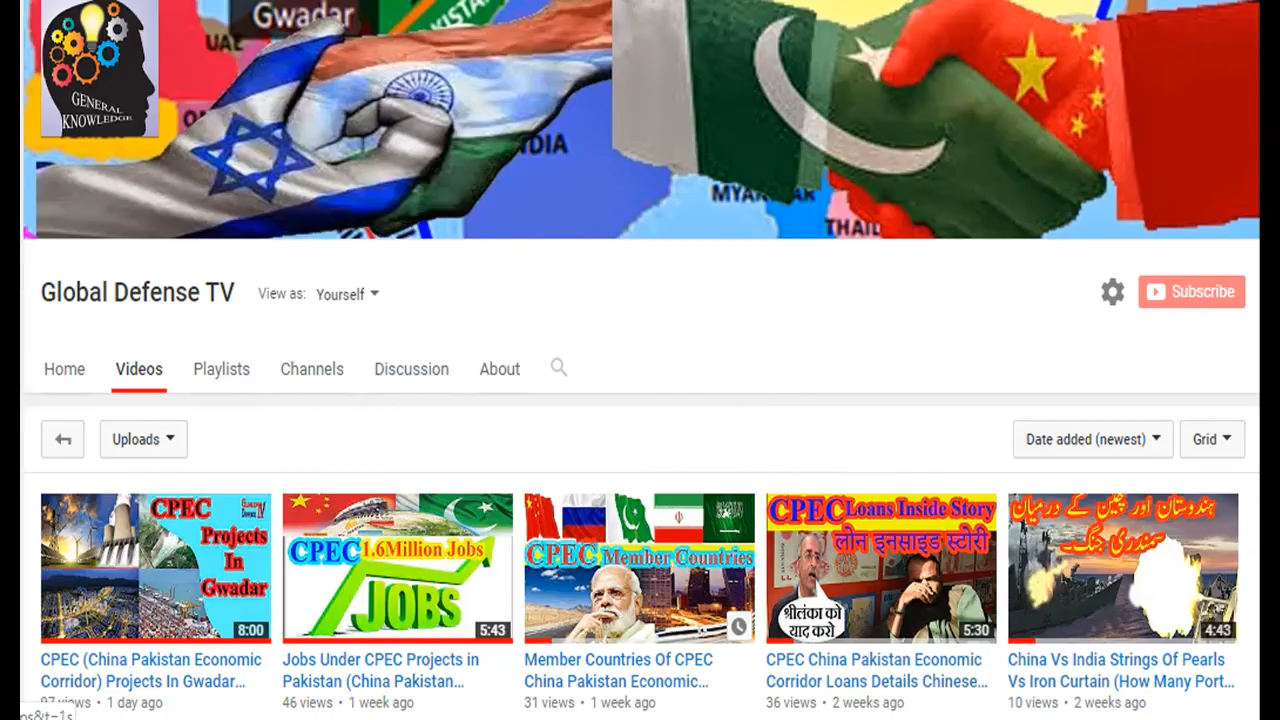 Gwadar
PAKISTAN
UAE
GENERAL
KNOWLEDGE
INDIA
MYANMAR
THAIL
Global Defense TV
View as: Yourself
Subscribe
Home Videos Playlists Channels Discussion About
Uploads
Date added (newest)
Grid
CPEC
Projects
In
Gwadar
8:00
CPEC (China Pakistan Economic
Corridor) Projects In Gwadar...
97 views • 1 day ago
CPEC 1.6Million Jobs
JOBS
5:43
Jobs Under CPEC Projects in
Pakistan (China Pakistan...
46 views • 1 week ago
CPEC Member Countries
Member Countries Of CPEC
China Pakistan Economic...
31 views • 1 week ago
CPEC Loans Inside Story
लोन इनसाइड स्टोरी
श्रीलंका को
याद करो
5:30
CPEC China Pakistan Economic
Corridor Loans Details Chinese...
36 views • 2 weeks ago
ہندوستان اور چین کے درمیان
سمندری جنگ۔
4:43
China Vs India Strings Of Pearls
Vs Iron Curtain (How Many Port...
10 views • 2 weeks ago
ps&t=1s